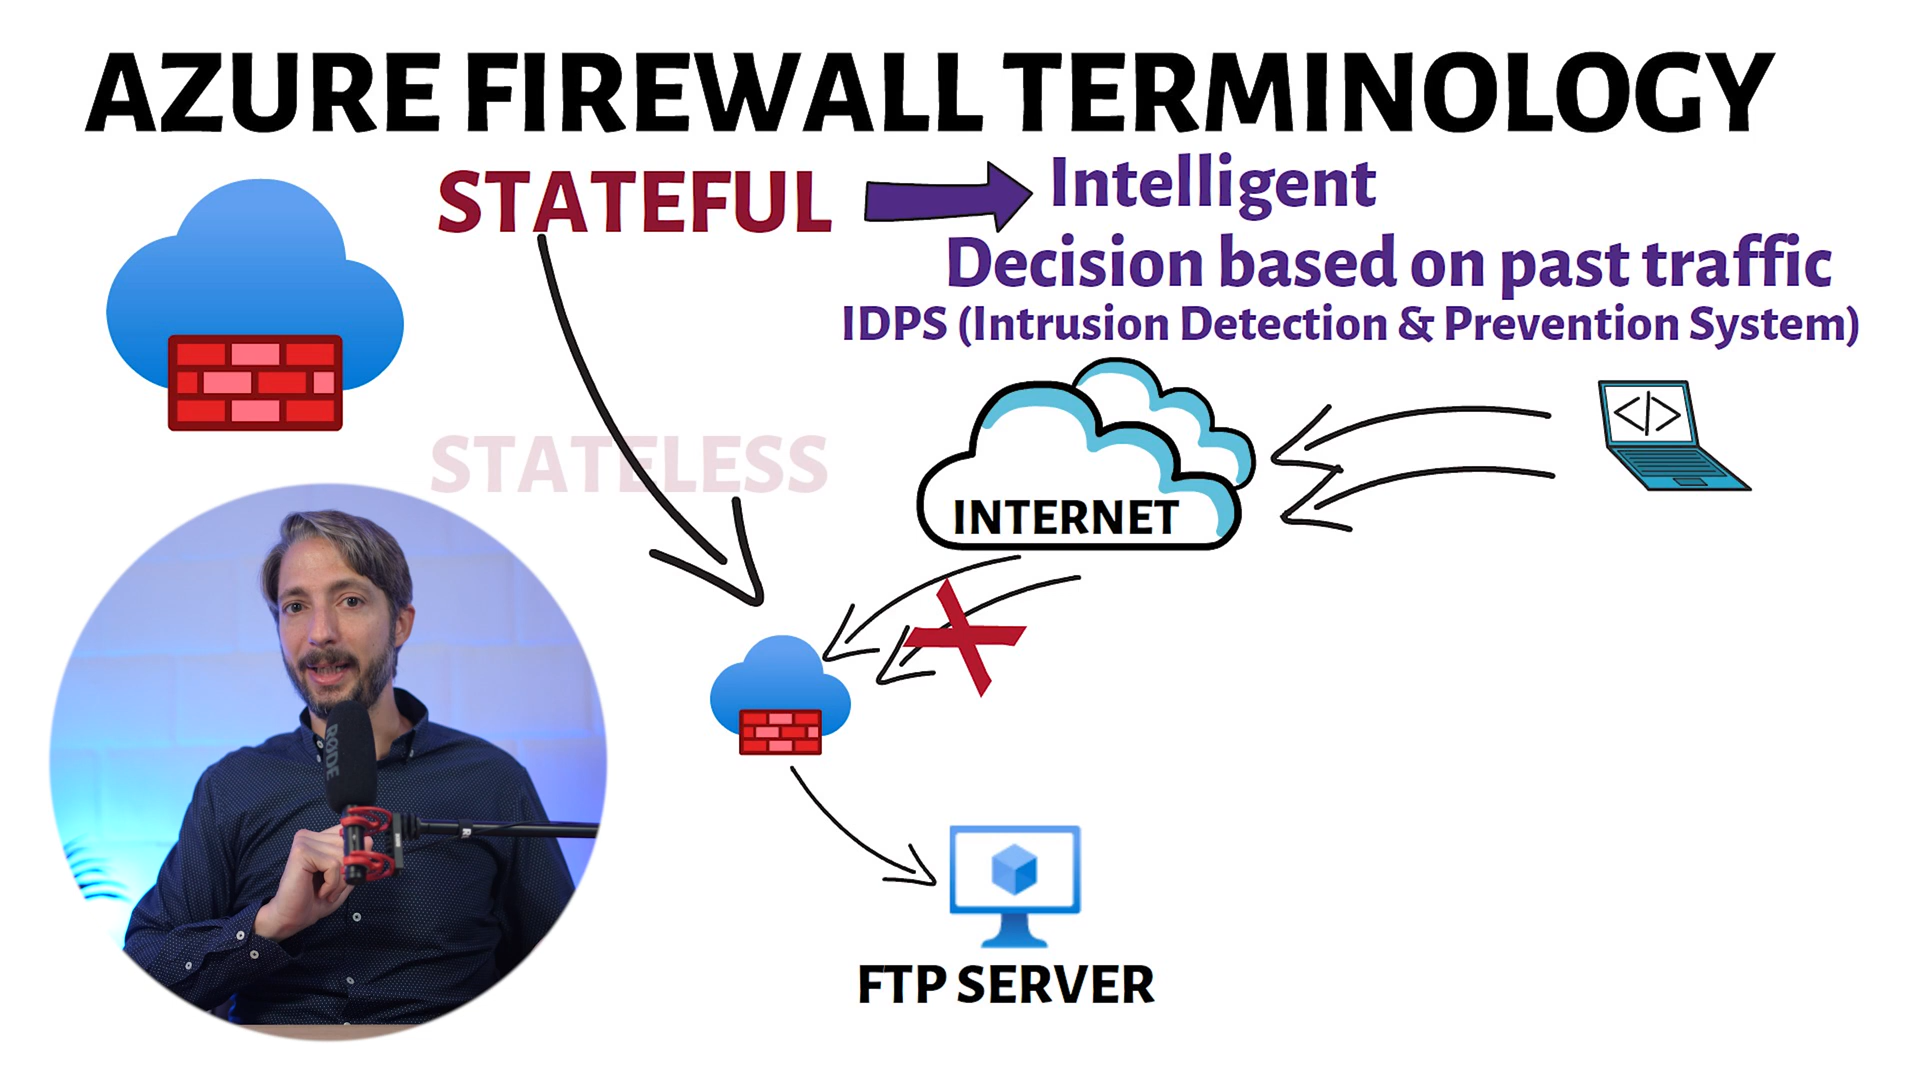 AZURE FIREWALL TERMINOLOGY
STATEFUL
Intelligent
Decision based on past traffic
IDPS (Intrusion Detection & Prevention System)
</>
STATELESS
INTERNET
RØDE
R
FTP SERVER